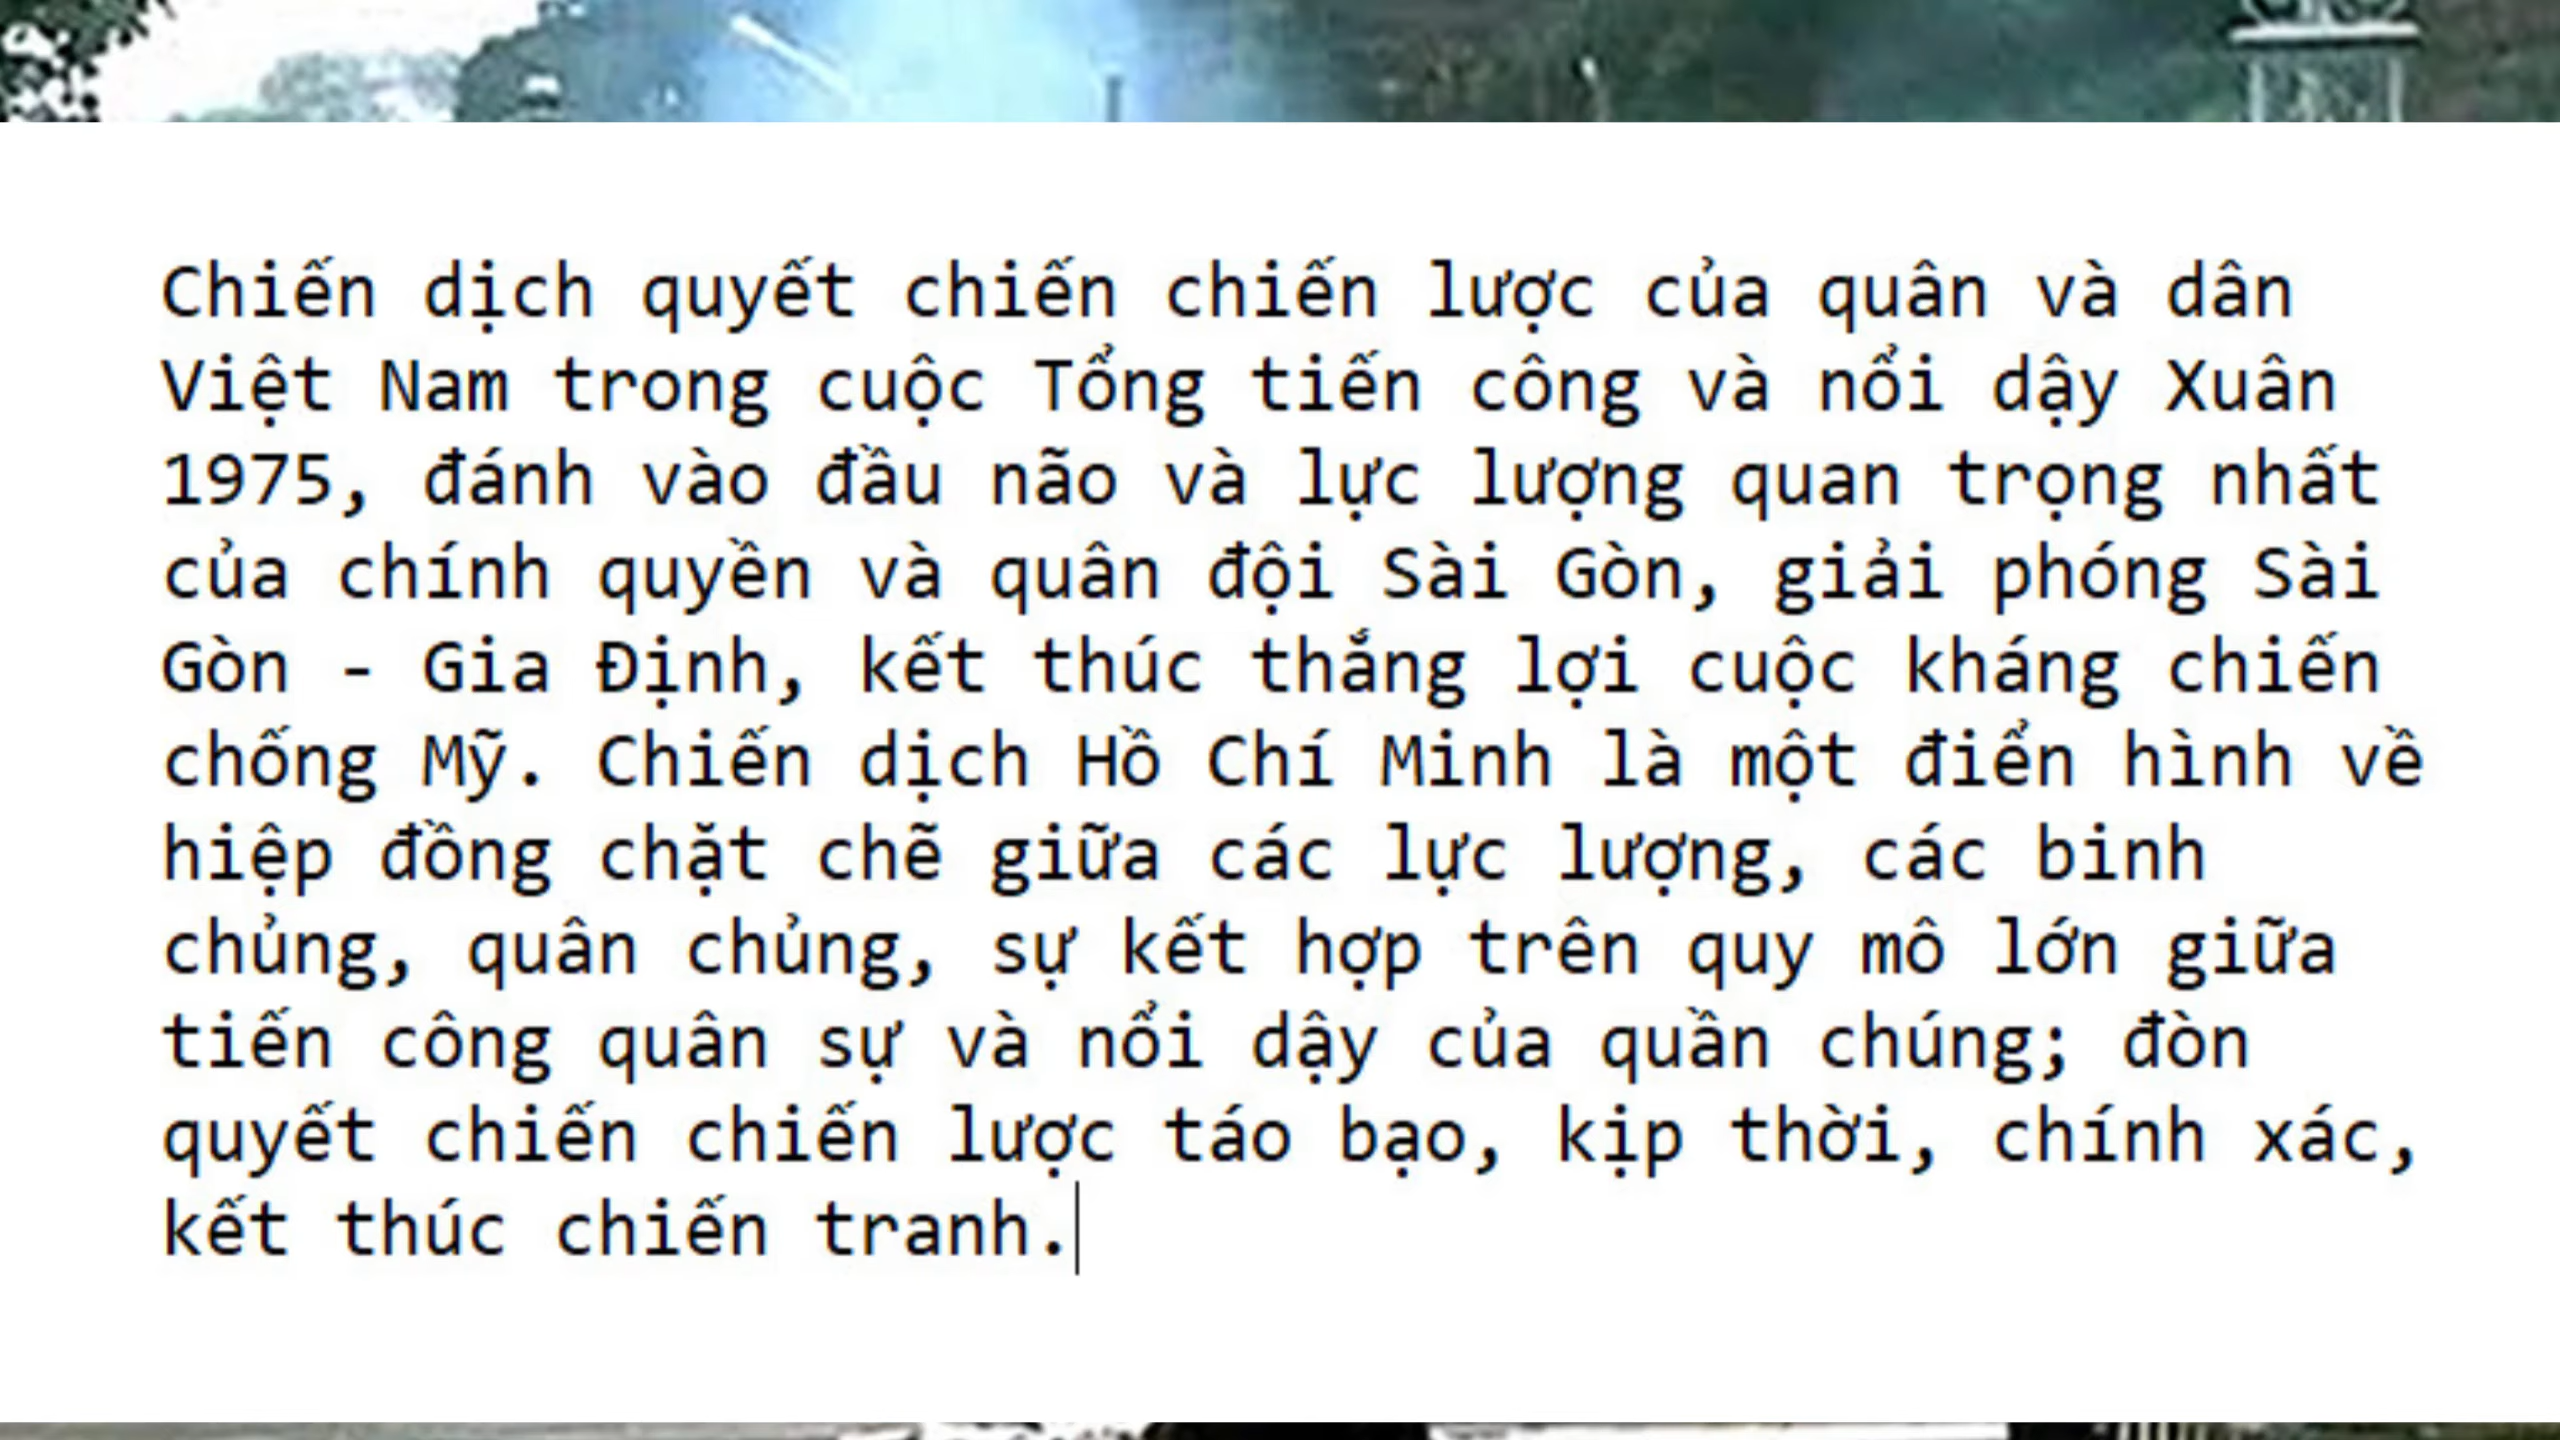 Chiến dịch quyết chiến chiến lược của quân và dân
Việt Nam trong cuộc Tổng tiến công và nổi dậy Xuân
1975, đánh vào đầu não và lực lượng quan trọng nhất
của chính quyền và quân đội Sài Gòn, giải phóng Sài
Gòn - Gia Định, kết thúc thắng lợi cuộc kháng chiến
chống Mỹ. Chiến dịch Hồ Chí Minh là một điển hình về
hiệp đồng chặt chẽ giữa các lực lượng, các binh
chủng, quân chủng, sự kết hợp trên quy mô lớn giữa
tiến công quân sự và nổi dậy của quần chúng; đòn
quyết chiến chiến lược táo bạo, kịp thời, chính xác,
kết thúc chiến tranh.